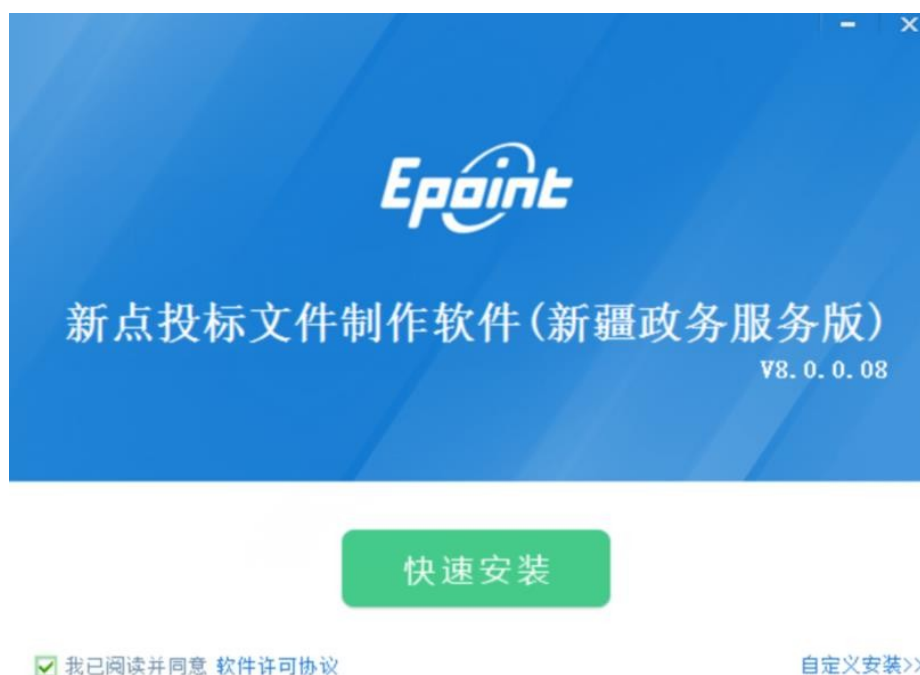 Epoint
新点投标文件制作软件(新疆政务服务版)
V8.0.0.08
快速安装
我已阅读并同意 软件许可协议
自定义安装>>